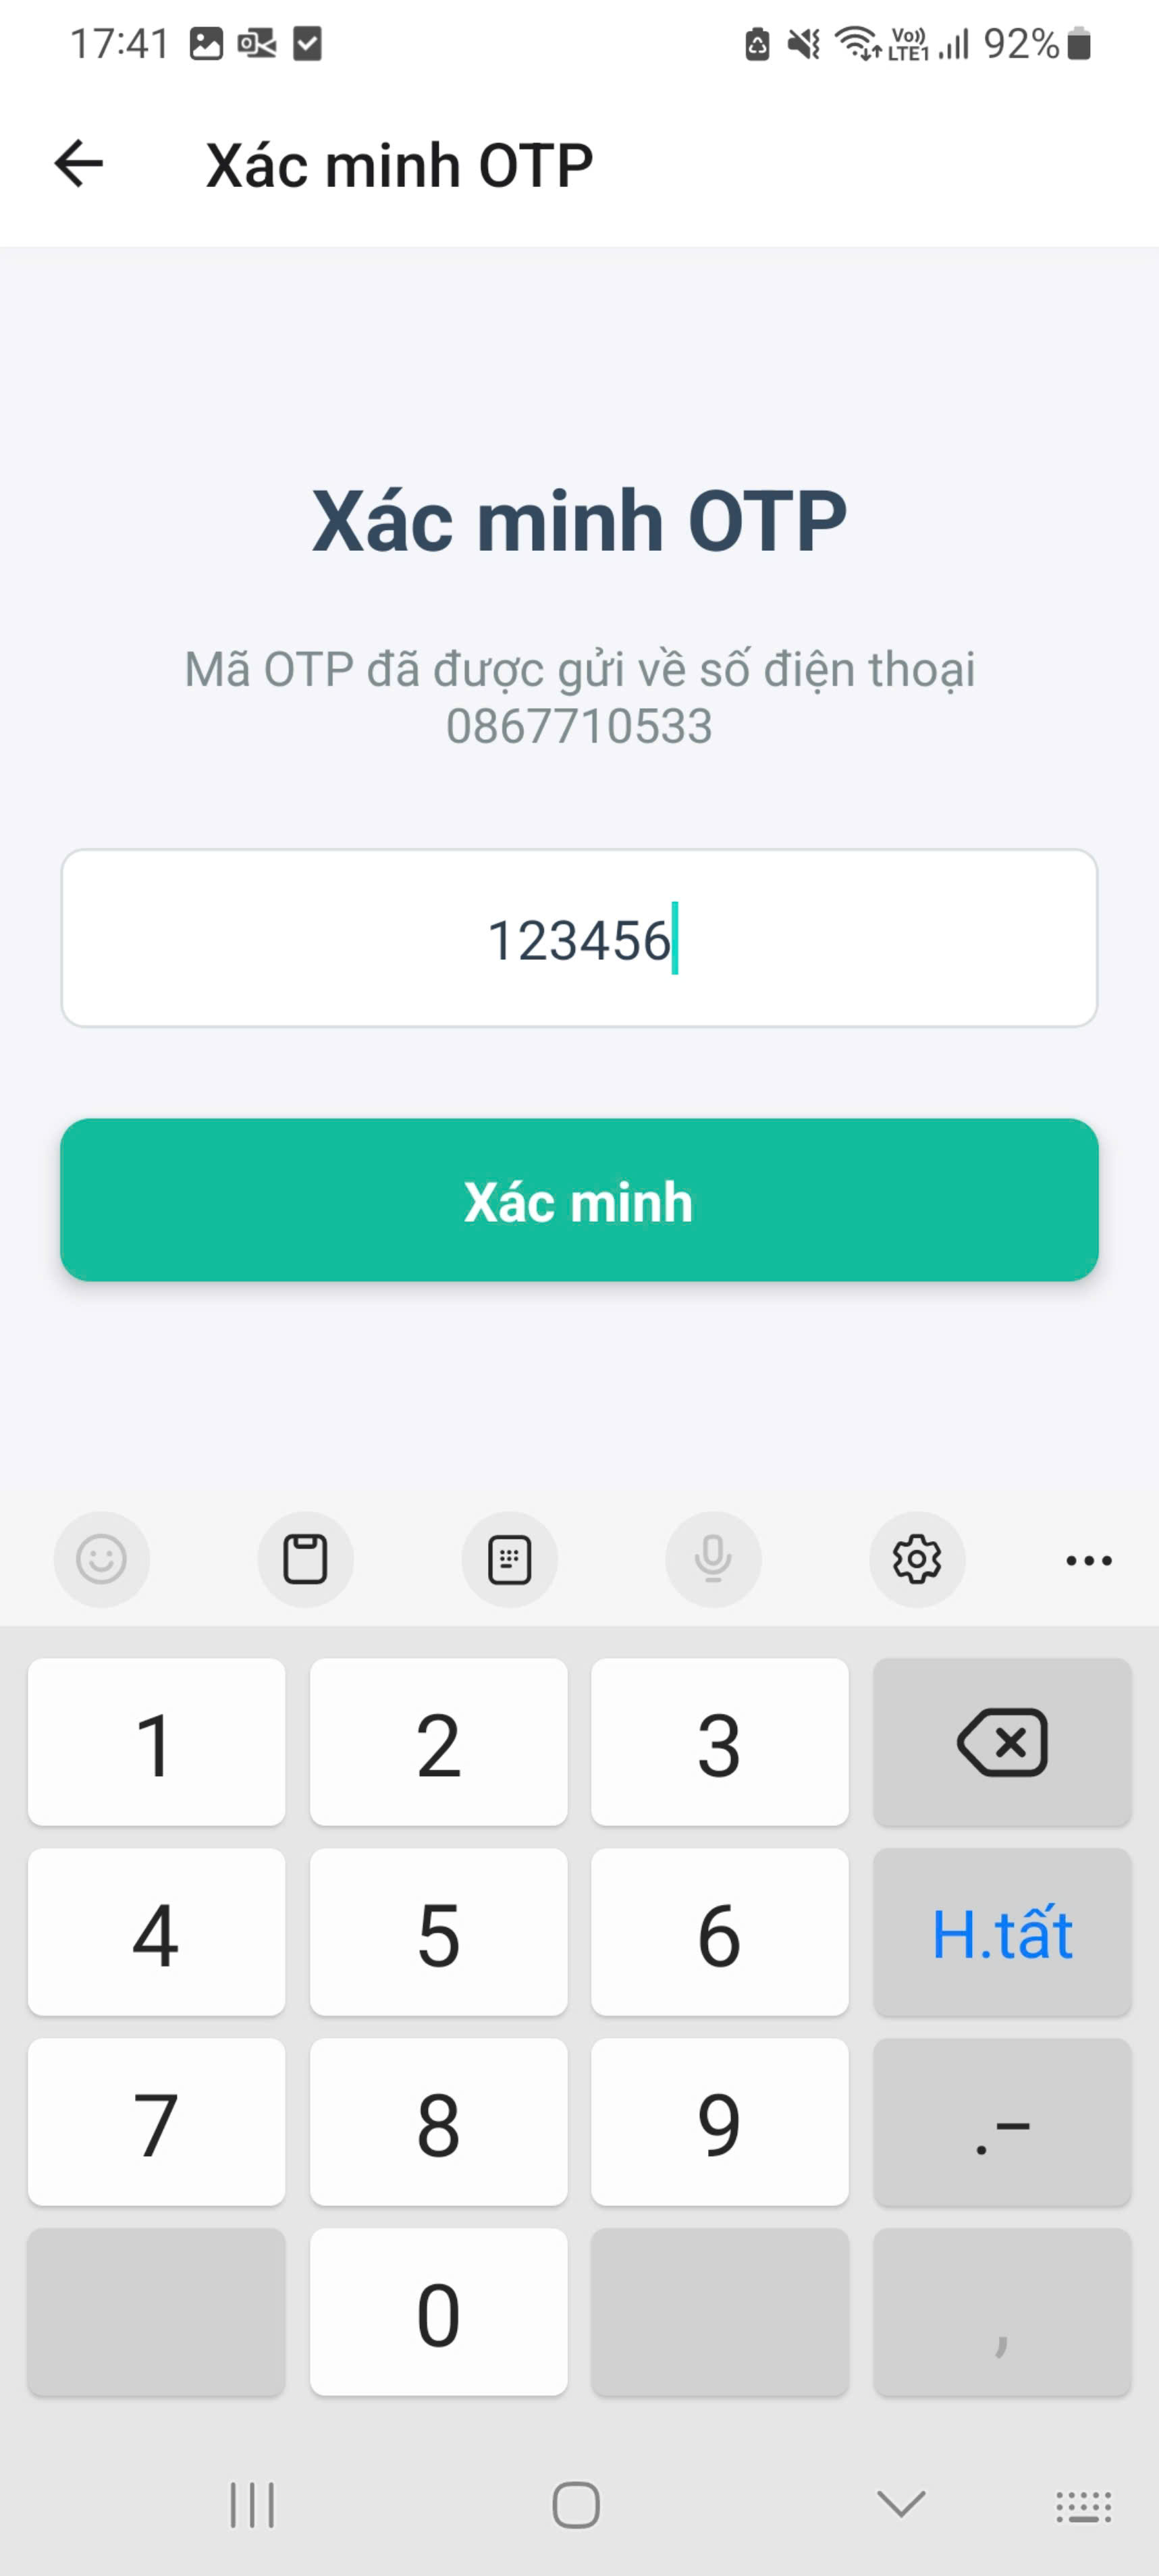 17:41
Vo)) LTE1 92%
Xác minh OTP
Xác minh OTP
Mã OTP đã được gửi về số điện thoại
0867710533
123456
Xác minh
1 2 3
4 5 6 H.tất
7 8 9 .-
0 ,